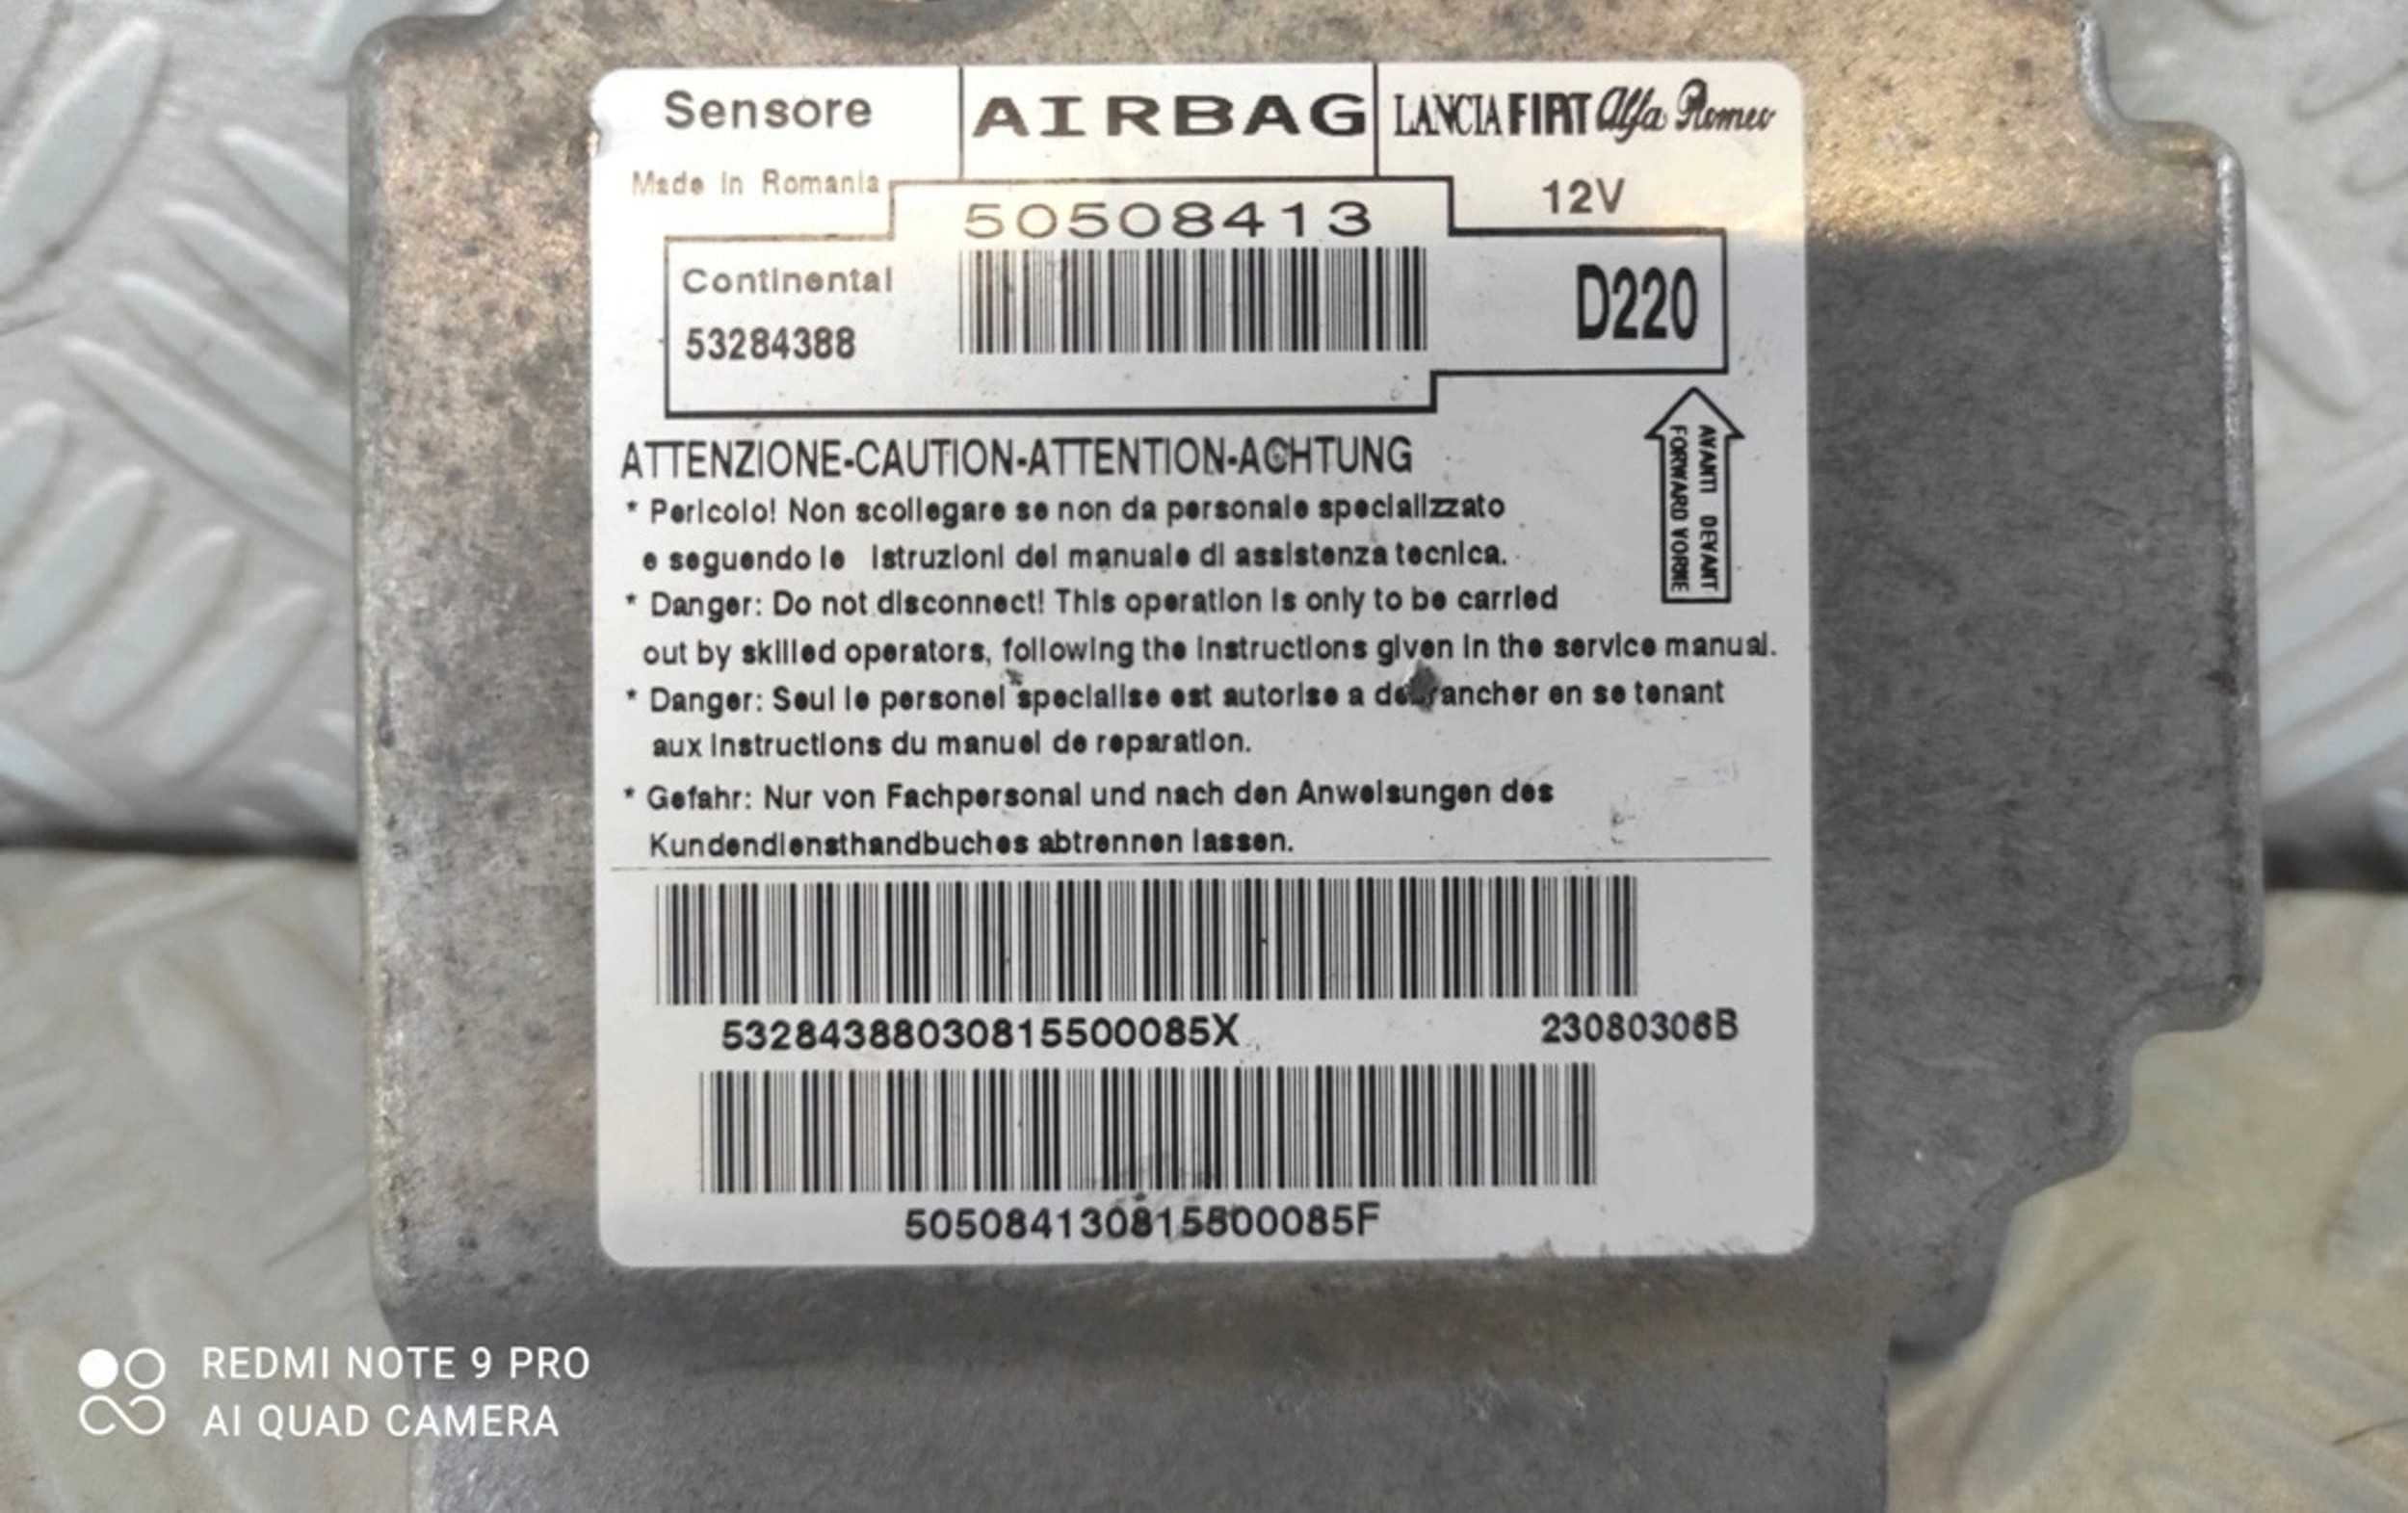 Sensore
AIRBAG
LANCIA FIAT Alfa Romeo
Made in Romania
12V
50508413
Continental
53284388
D220
AVANTI DEVANT
FORWARD VORNE
ATTENZIONE-CAUTION-ATTENTION-ACHTUNG
* Pericolo! Non scollegare se non da personale specializzato
e seguendo le istruzioni del manuale di assistenza tecnica.
* Danger: Do not disconnect! This operation is only to be carried
out by skilled operators, following the instructions given in the service manual.
* Danger: Seul le personel specialise est autorise a debrancher en se tenant
aux instructions du manuel de reparation.
* Gefahr: Nur von Fachpersonal und nach den Anweisungen des
Kundendiensthandbuches abtrennen lassen.
53284388030815500085X
23080306B
505084130815500085F
REDMI NOTE 9 PRO
AI QUAD CAMERA